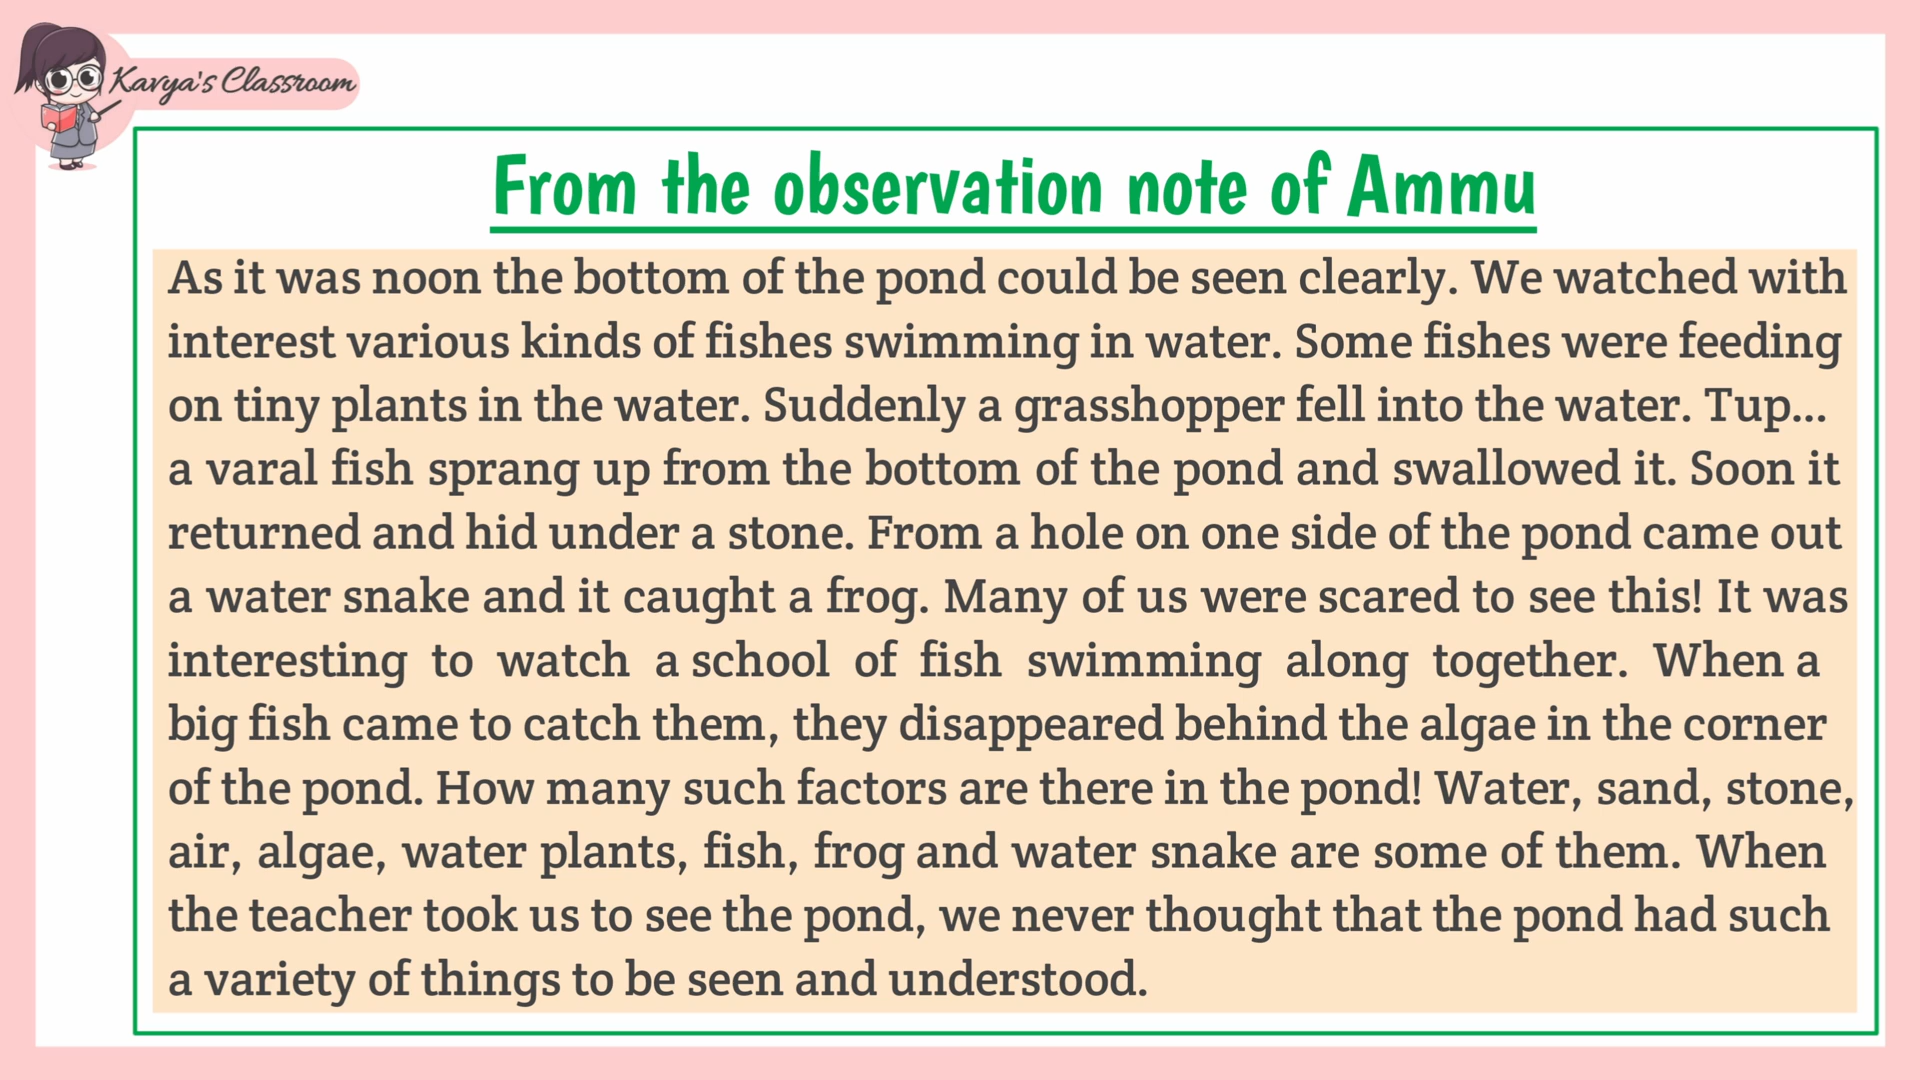 Kavya's Classroom
From the observation note of Ammu
As it was noon the bottom of the pond could be seen clearly. We watched with
interest various kinds of fishes swimming in water. Some fishes were feeding
on tiny plants in the water. Suddenly a grasshopper fell into the water. Tup...
a varal fish sprang up from the bottom of the pond and swallowed it. Soon it
returned and hid under a stone. From a hole on one side of the pond came out
a water snake and it caught a frog. Many of us were scared to see this! It was
interesting to watch a school of fish swimming along together. When a
big fish came to catch them, they disappeared behind the algae in the corner
of the pond. How many such factors are there in the pond! Water, sand, stone,
air, algae, water plants, fish, frog and water snake are some of them. When
the teacher took us to see the pond, we never thought that the pond had such
a variety of things to be seen and understood.